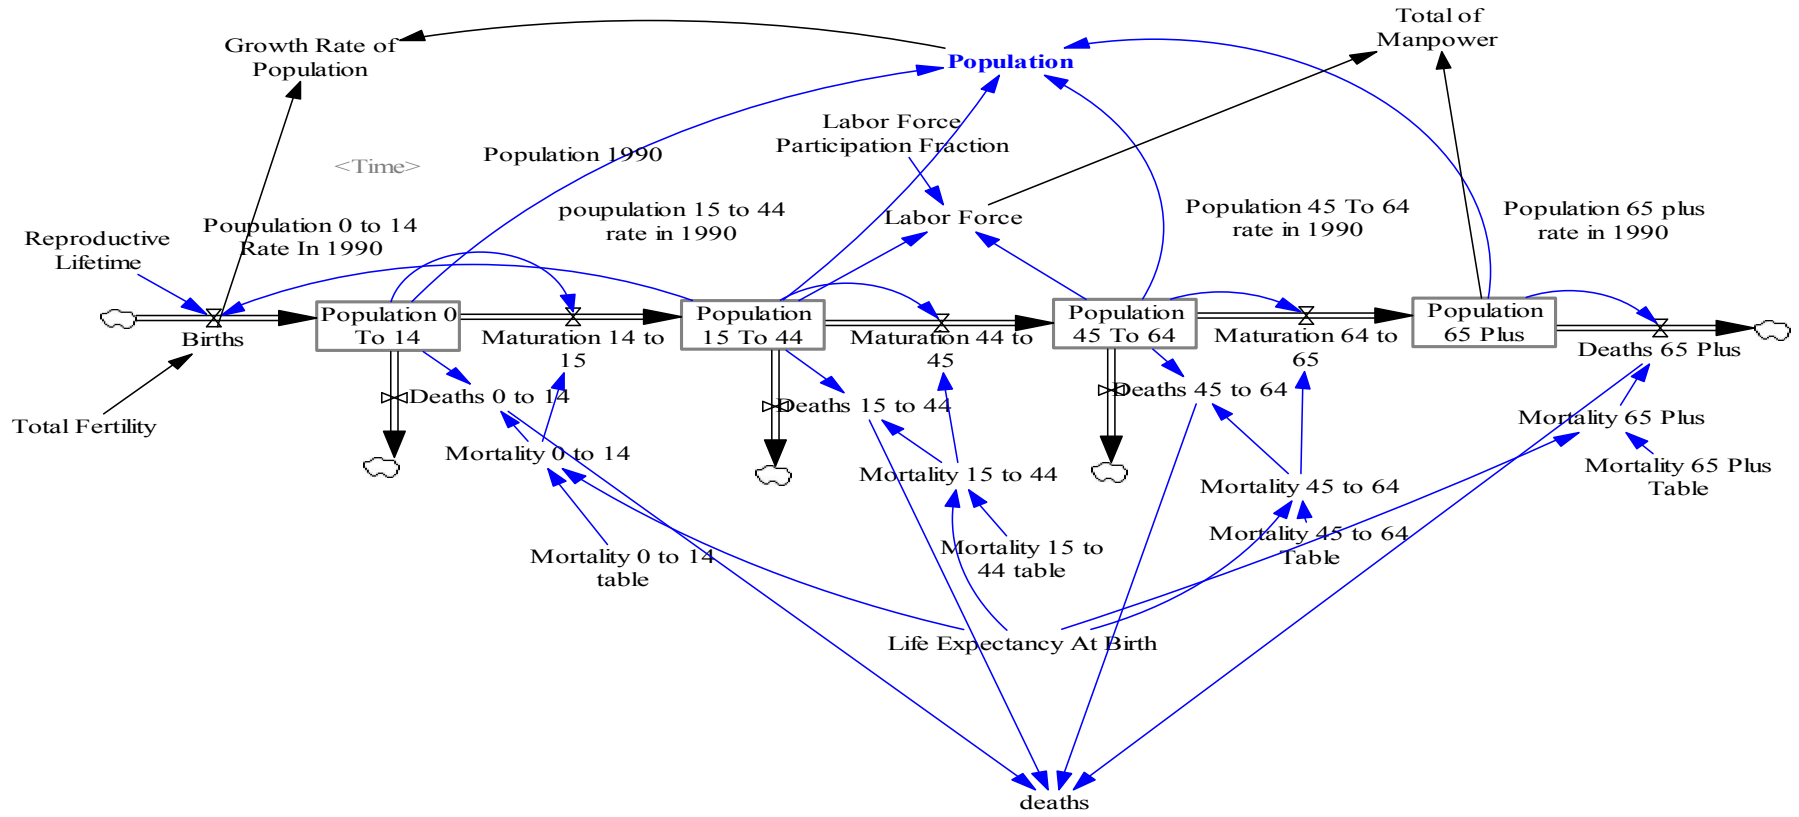 Total of
Manpower
Growth Rate of
Population
Population
Labor Force
Participation Fraction
<Time>
Population 1990
Poupulation 0 to 14
Rate In 1990
poupulation 15 to 44
rate in 1990
Labor Force
Population 45 To 64
rate in 1990
Population 65 plus
rate in 1990
Reproductive
Lifetime
Births
Population 0
To 14
Maturation 14 to
15
Population
15 To 44
Maturation 44 to
45
Population
45 To 64
Maturation 64 to
65
Population
65 Plus
Deaths 65 Plus
Total Fertility
Deaths 0 to 14
Deaths 15 to 44
Deaths 45 to 64
Mortality 65 Plus
Mortality 0 to 14
Mortality 15 to 44
Mortality 45 to 64
Mortality 65 Plus
Table
Mortality 0 to 14
table
Mortality 15 to
44 table
Mortality 45 to 64
Table
Life Expectancy At Birth
deaths